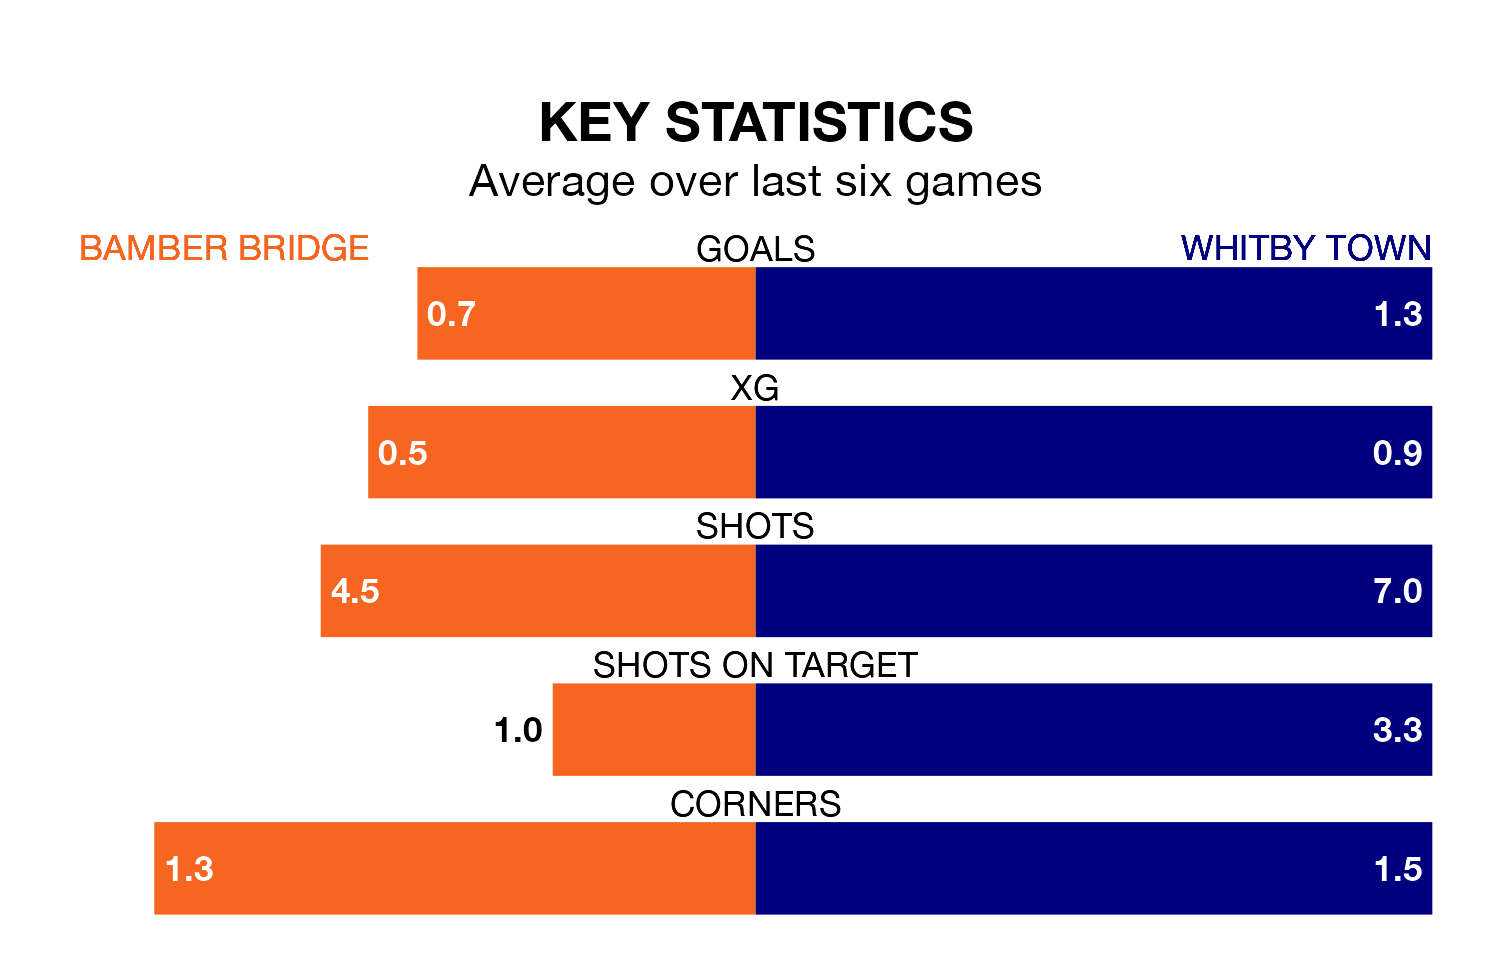 KEY STATISTICS
Average over last six games
BAMBER BRIDGE GOALS WHITBY TOWN
0.7 1.3
XG
0.5 0.9
SHOTS
4.5 7.0
SHOTS ON TARGET
1.0 3.3
CORNERS
1.3 1.5